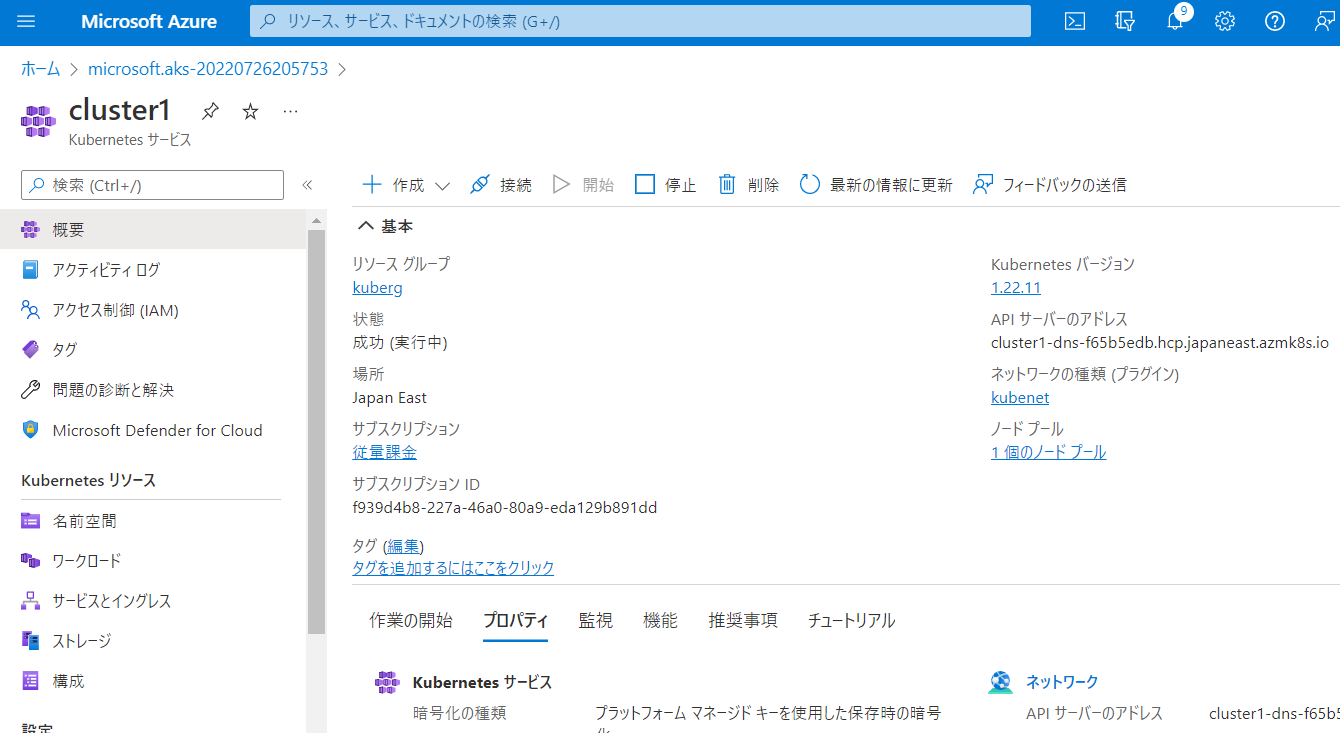 Microsoft Azure
リソース、サービス、ドキュメントの検索 (G+/)
9
ホーム > microsoft.aks-20220726205753 >
cluster1
Kubernetes サービス
検索 (Ctrl+/)
«
作成
接続
開始
停止
削除
最新の情報に更新
フィードバックの送信
概要
アクティビティ ログ
アクセス制御 (IAM)
タグ
問題の診断と解決
Microsoft Defender for Cloud
Kubernetes リソース
名前空間
ワークロード
サービスとイングレス
ストレージ
構成
設定
基本
リソース グループ
kuberg
状態
成功 (実行中)
場所
Japan East
サブスクリプション
従量課金
サブスクリプション ID
f939d4b8-227a-46a0-80a9-eda129b891dd
タグ (編集)
タグを追加するにはここをクリック
Kubernetes バージョン
1.22.11
API サーバーのアドレス
cluster1-dns-f65b5edb.hcp.japaneast.azmk8s.io
ネットワークの種類 (プラグイン)
kubenet
ノード プール
1 個のノード プール
作業の開始
プロパティ
監視
機能
推奨事項
チュートリアル
Kubernetes サービス
暗号化の種類
プラットフォーム マネージド キーを使用した保存時の暗号
化
ネットワーク
API サーバーのアドレス
cluster1-dns-f65b5